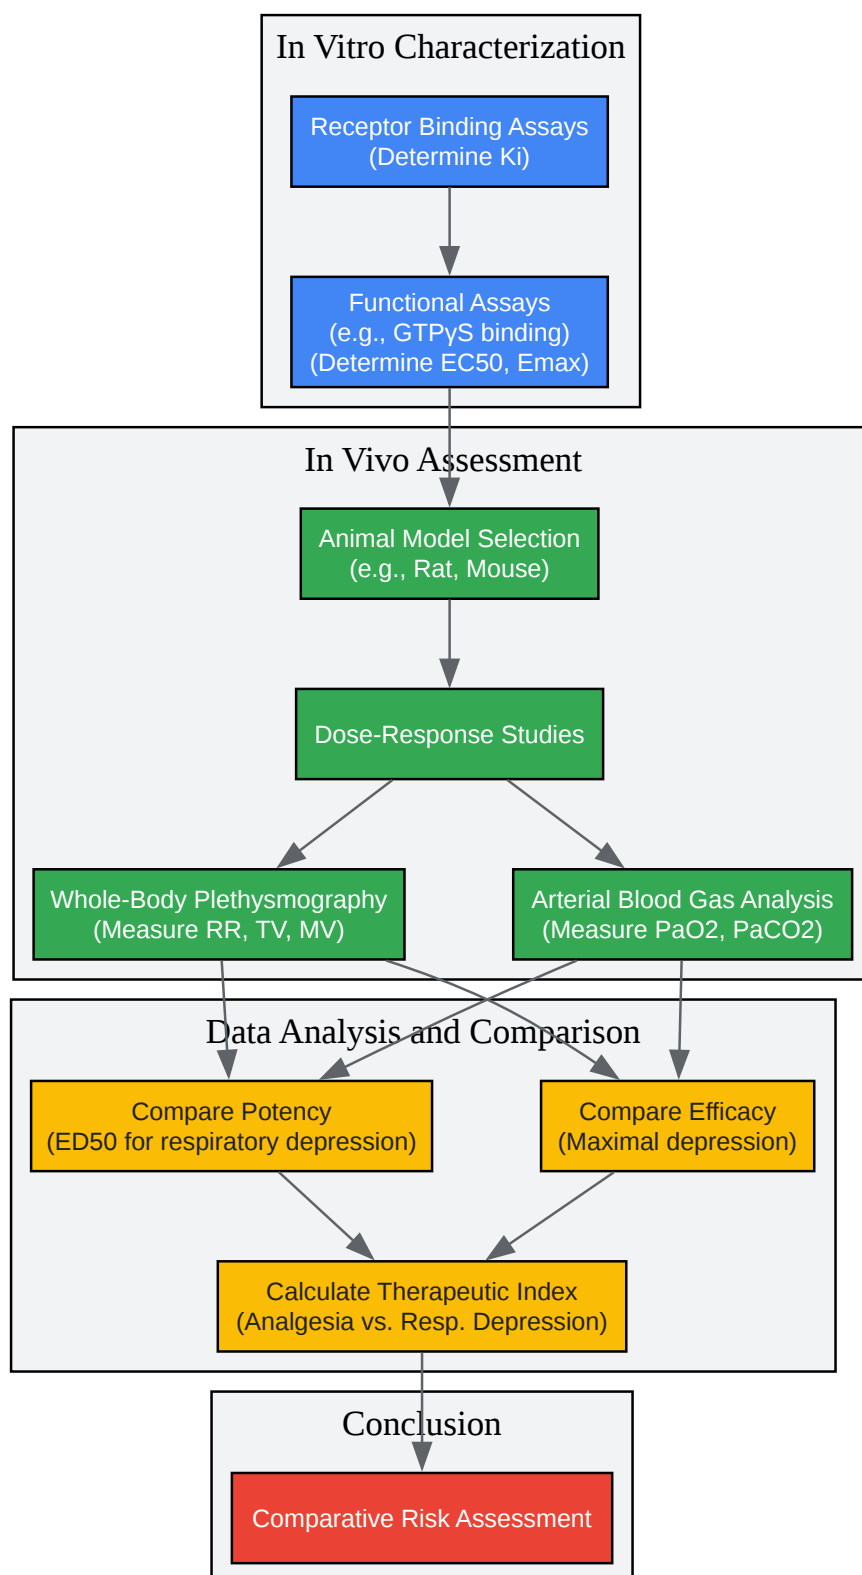 In Vitro Characterization
Receptor Binding Assays
(Determine Ki)
Functional Assays
(e.g., GTPγS binding)
(Determine EC50, Emax)
In Vivo Assessment
Animal Model Selection
(e.g., Rat, Mouse)
Dose-Response Studies
Whole-Body Plethysmography
(Measure RR, TV, MV)
Arterial Blood Gas Analysis
(Measure PaO2, PaCO2)
Data Analysis and Comparison
Compare Potency
(ED50 for respiratory depression)
Compare Efficacy
(Maximal depression)
Calculate Therapeutic Index
(Analgesia vs. Resp. Depression)
Conclusion
Comparative Risk Assessment